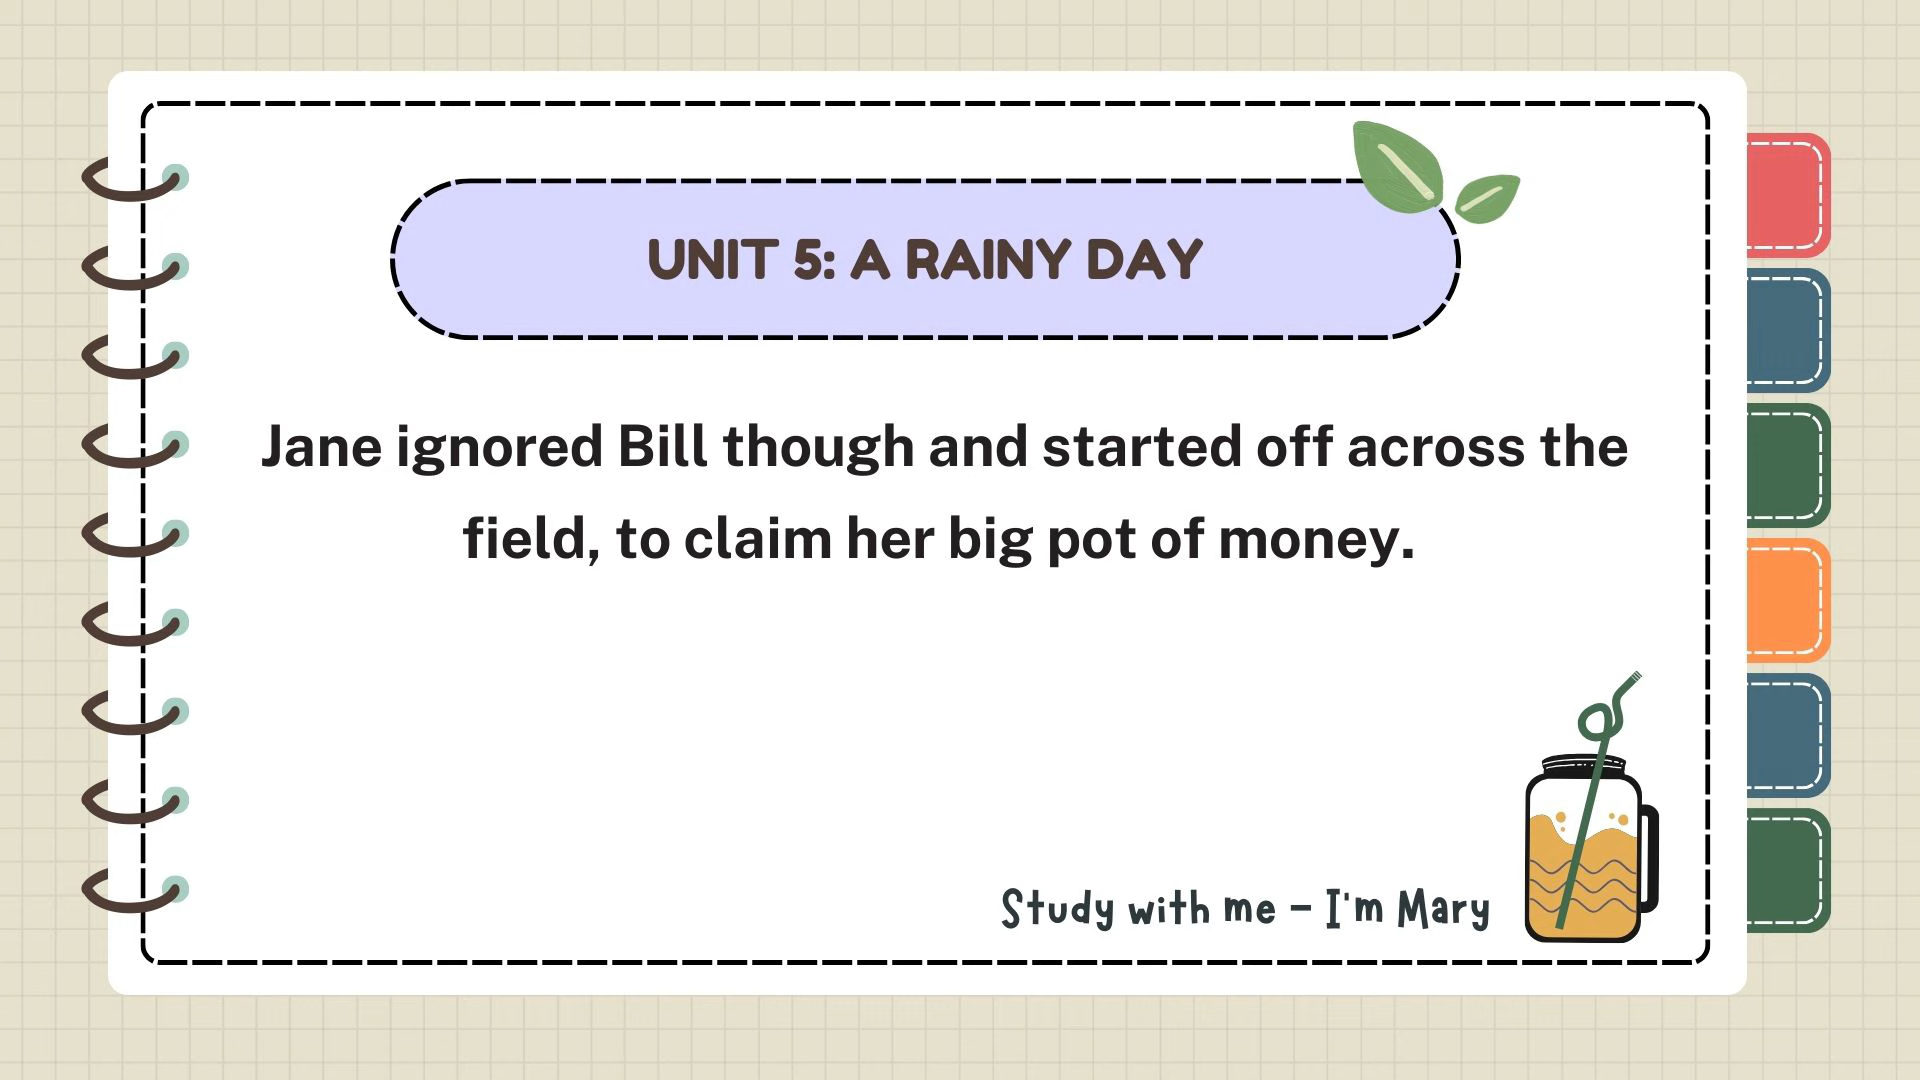 UNIT 5: A RAINY DAY
Jane ignored Bill though and started off across the
field, to claim her big pot of money.
Study with me - I'm Mary